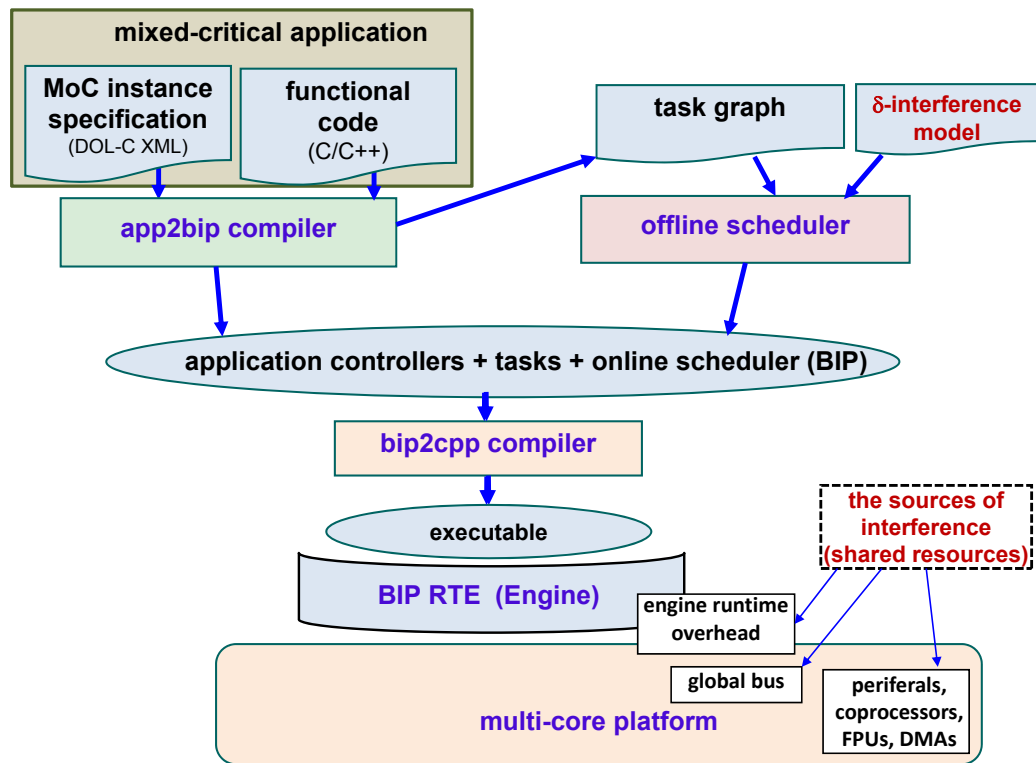 mixed-critical application
MoC instance
specification
(DOL-C XML)
functional
code
(C/C++)
task graph
δ-interference
model
app2bip compiler
offline scheduler
application controllers + tasks + online scheduler (BIP)
bip2cpp compiler
executable
the sources of
interference
(shared resources)
BIP RTE  (Engine)
engine runtime
overhead
global bus
periferals,
coprocessors,
FPUs, DMAs
multi-core platform